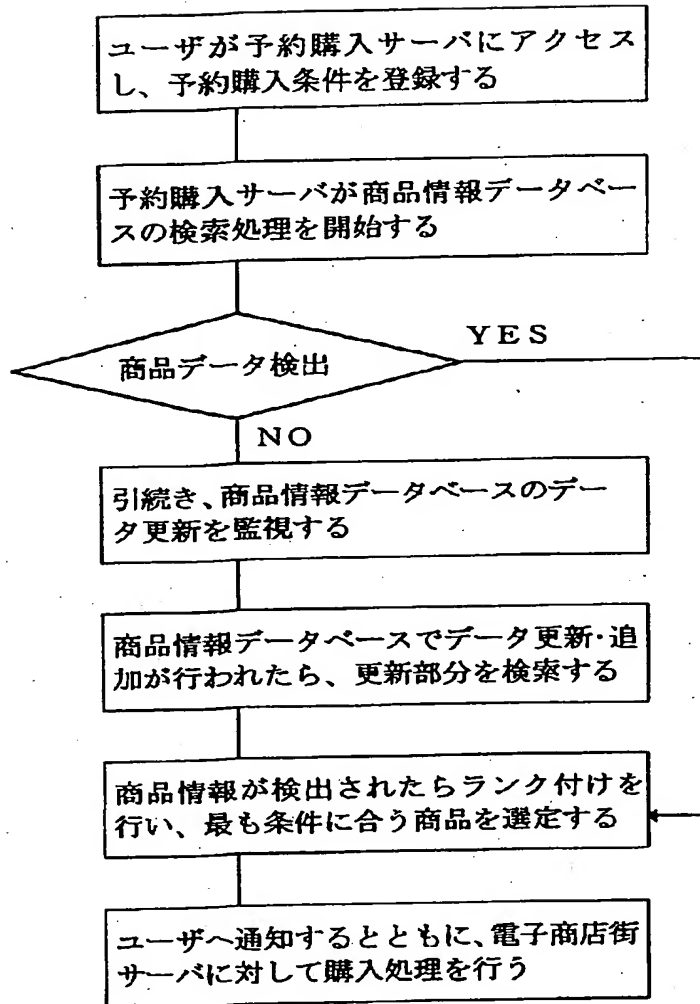 ユーザが予約購入サーバにアクセス
し、予約購入条件を登録する
予約購入サーバが商品情報データベー
スの検索処理を開始する
商品データ検出
YES
NO
引続き、商品情報データベースのデー
タ更新を監視する
商品情報データベースでデータ更新・追
加が行われたら、更新部分を検索する
商品情報が検出されたらランク付けを
行い、最も条件に合う商品を選定する
ユーザへ通知するとともに、電子商店街
サーバに対して購入処理を行う